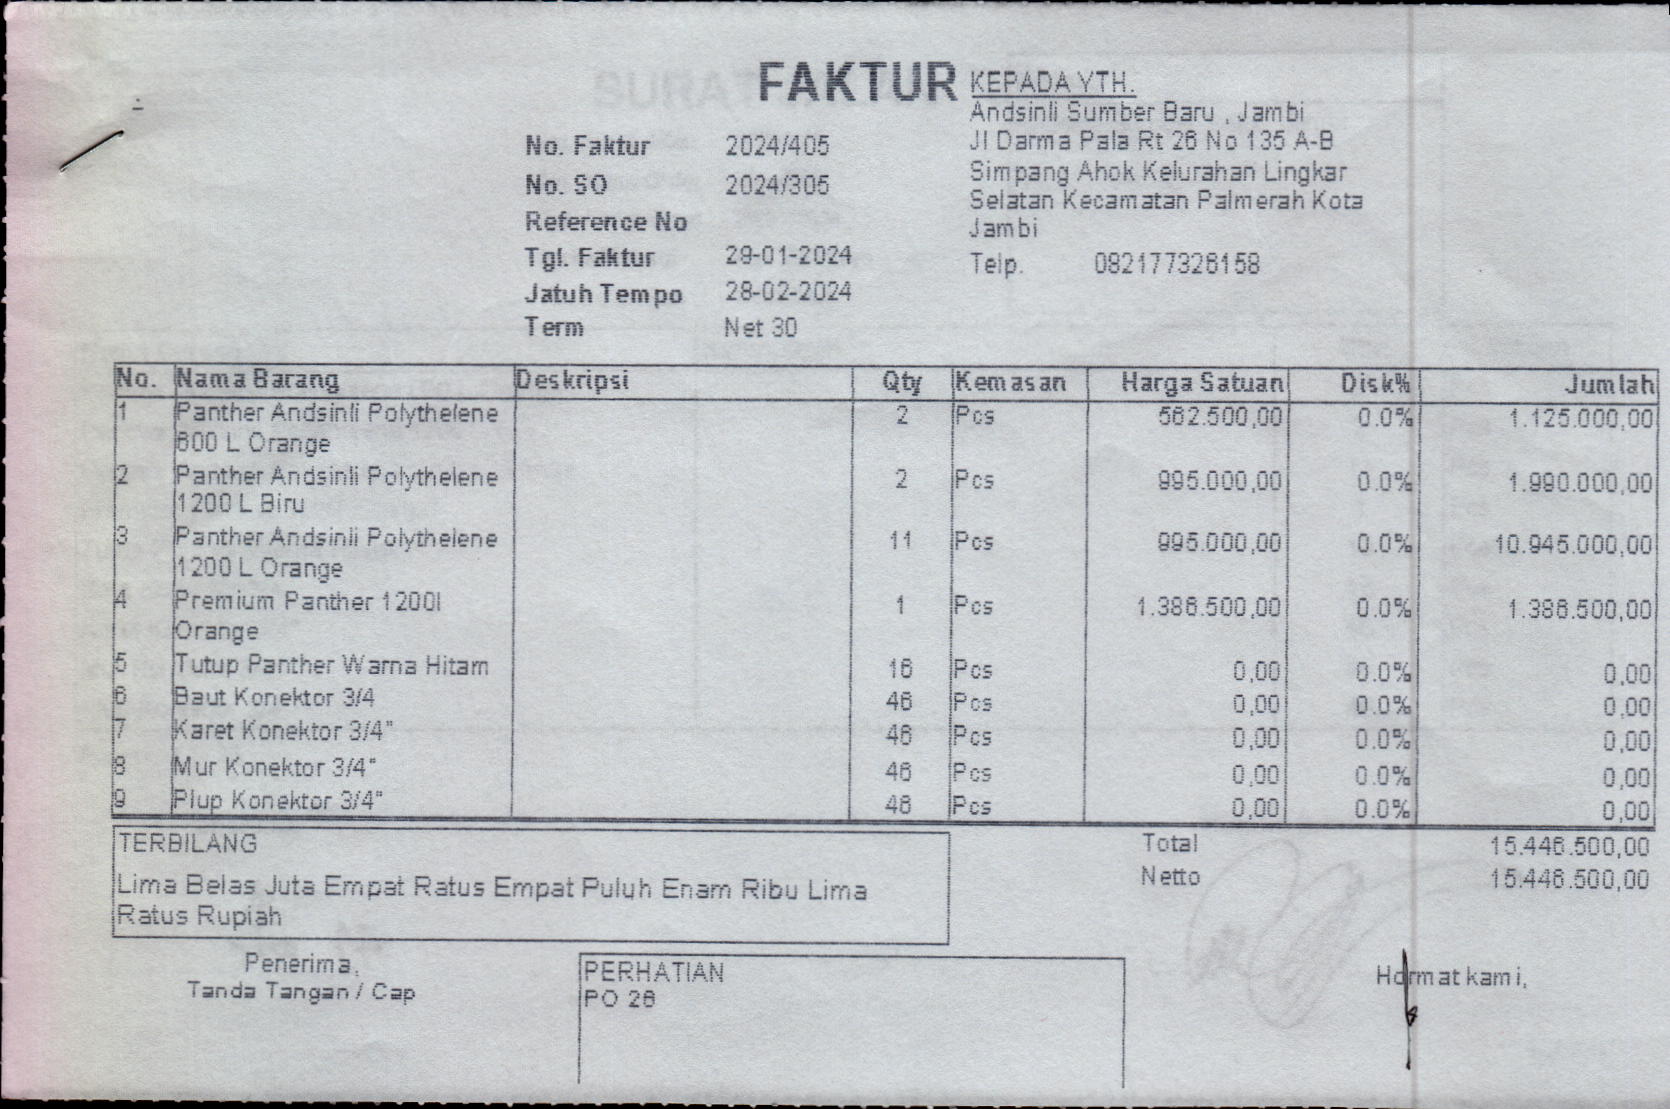 FAKTUR
KEPADA YTH.
Andsinli Sumber Baru , Jambi
Jl Darma Pala Rt 26 No 135 A-B
Simpang Ahok Kelurahan Lingkar
Selatan Kecamatan Palmerah Kota
Jambi
Telp. 082177326158
No. Faktur 2024/405
No. SO 2024/305
Reference No
Tgl. Faktur 29-01-2024
Jatuh Tempo 28-02-2024
Term Net 30
No. Nama Barang Deskripsi Qty Kemasan Harga Satuan Disk% Jumlah
1 Panther Andsinli Polythelene 2 Pcs 562.500,00 0.0% 1.125.000,00
600 L Orange
2 Panther Andsinli Polythelene 2 Pcs 995.000,00 0.0% 1.990.000,00
1200 L Biru
3 Panther Andsinli Polythelene 11 Pcs 995.000,00 0.0% 10.945.000,00
1200 L Orange
4 Premium Panther 1200l 1 Pcs 1.386.500,00 0.0% 1.386.500,00
Orange
5 Tutup Panther Warna Hitam 16 Pcs 0,00 0.0% 0,00
6 Baut Konektor 3/4 46 Pcs 0,00 0.0% 0,00
7 Karet Konektor 3/4" 46 Pcs 0,00 0.0% 0,00
8 Mur Konektor 3/4" 46 Pcs 0,00 0.0% 0,00
9 Plup Konektor 3/4" 46 Pcs 0,00 0.0% 0,00
TERBILANG
Lima Belas Juta Empat Ratus Empat Puluh Enam Ribu Lima
Ratus Rupiah
Total 15.446.500,00
Netto 15.446.500,00
Penerima,
Tanda Tangan / Cap
PERHATIAN
PO 26
Hormat kami,